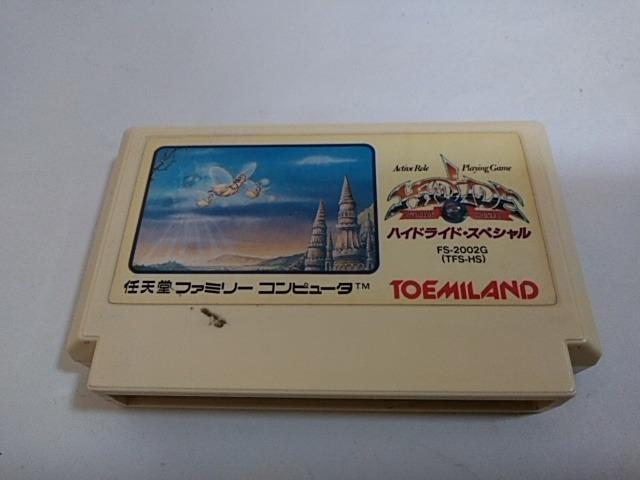 Active Role Playing Game
ハイドライド・スペシャル
FS-2002G
(TFS-HS)
任天堂 ファミリー コンピュータ™
TOEMILAND